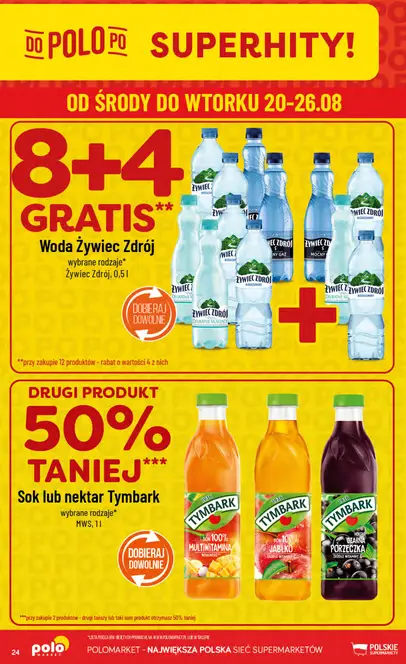 DO POLO PO SUPERHITY!
OD ŚRODY DO WTORKU 20-26.08
8+4
GRATIS**
Woda Żywiec Zdrój
wybrane rodzaje*
Żywiec Zdrój, 0,5 l
DOBIERAJ
DOWOLNIE
+
ŻYWIEC ZDRÓJ
**przy zakupie 12 produktów - rabat o wartości 4 z nich
DRUGI PRODUKT
50%
TANIEJ***
Sok lub nektar Tymbark
wybrane rodzaje*
MWS, 1 l
DOBIERAJ
DOWOLNIE
TYMBARK
TYMBARK
TYMBARK
100%
MULTIWITAMINA
JABŁKO
CZARNA
PORZECZKA
***przy zakupie 2 produktów - drugi tańszy lub taki sam produkt otrzymasz 50% taniej
24
polo
MARKET
POLOMARKET - NAJWIĘKSZA POLSKA SIEĆ SUPERMARKETÓW
POLSKIE
SUPERMARKETY